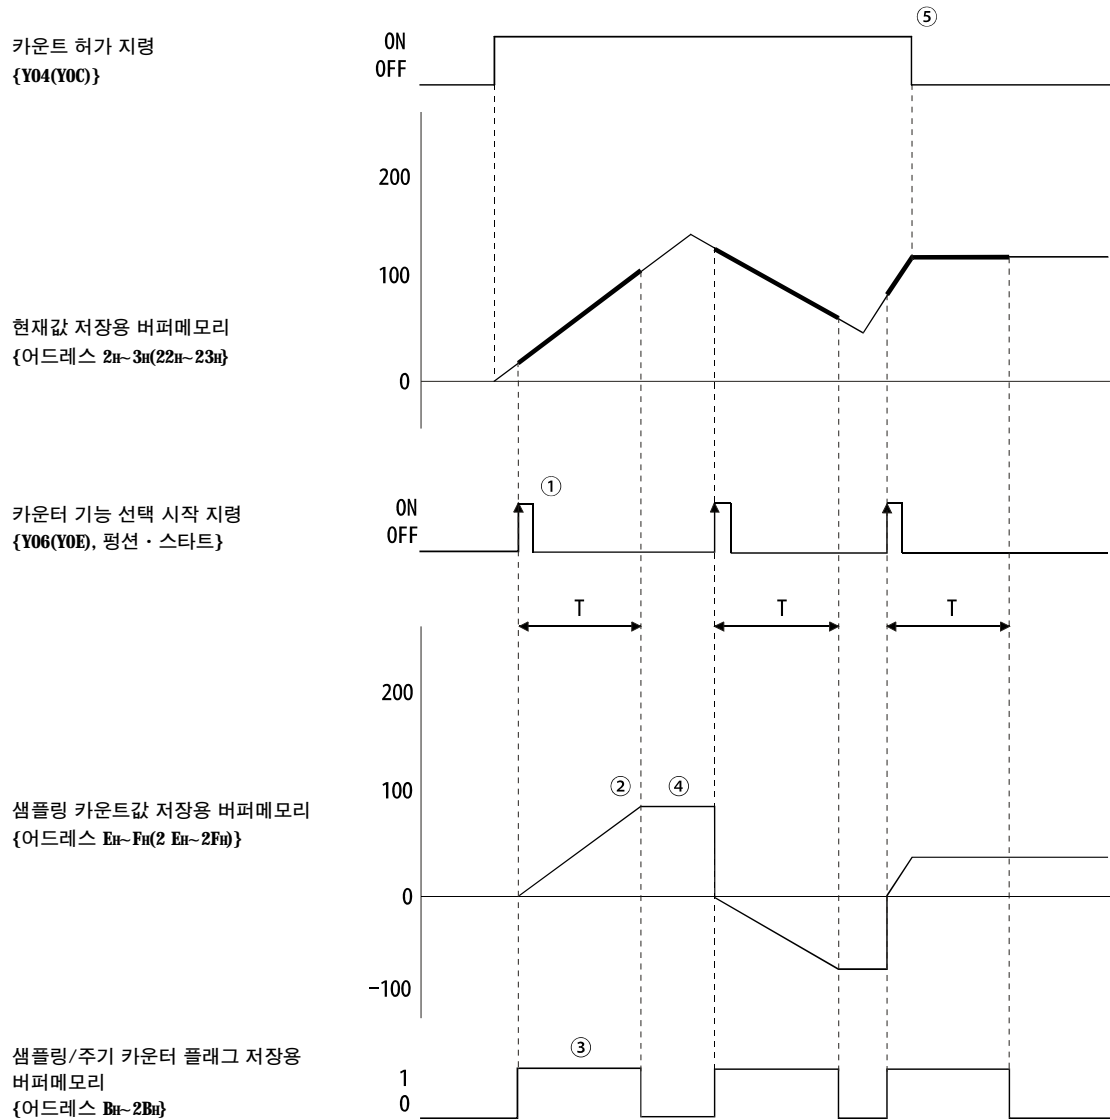 ⑤
카운트 허가 지령
{Y04(Y0C)}
ON
OFF
200
100
0
현재값 저장용 버퍼메모리
{어드레스 2H~3H(22H~23H}
①
카운터 기능 선택 시작 지령
{Y06(Y0E), 펑션 · 스타트}
ON
OFF
T T T
200
100
② ④
샘플링 카운트값 저장용 버퍼메모리
{어드레스 EH~FH(2 EH~2FH)}
0
-100
③
샘플링/주기 카운터 플래그 저장용
버퍼메모리
{어드레스 BH~2BH}
1
0